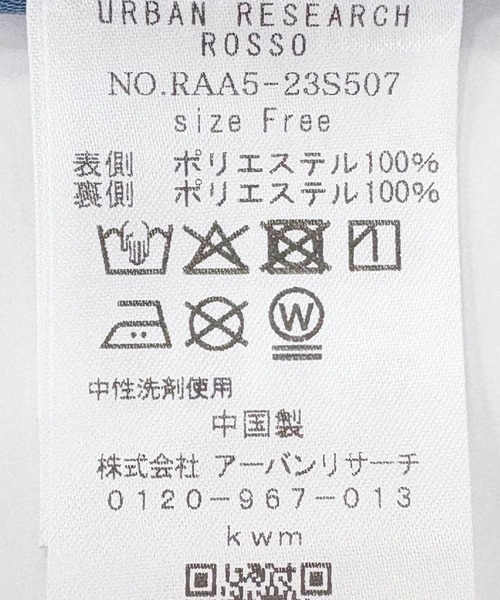 URBAN RESEARCH
ROSSO
NO.RAA5-23S507
size Free
表側 ポリエステル100%
裏側 ポリエステル100%
W
中性洗剤使用
中国製
株式会社 アーバンリサーチ
0120-967-013
kwm